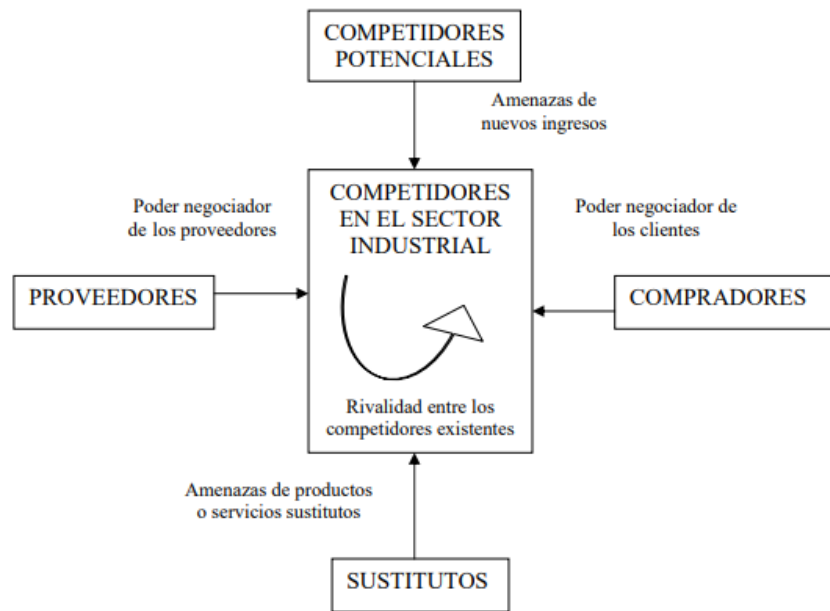 COMPETIDORES
POTENCIALES
Amenazas de
nuevos ingresos
COMPETIDORES
EN EL SECTOR
INDUSTRIAL
Poder negociador
de los proveedores
Poder negociador de
los clientes
PROVEEDORES
COMPRADORES
Rivalidad entre los
competidores existentes
Amenazas de productos
o servicios sustitutos
SUSTITUTOS